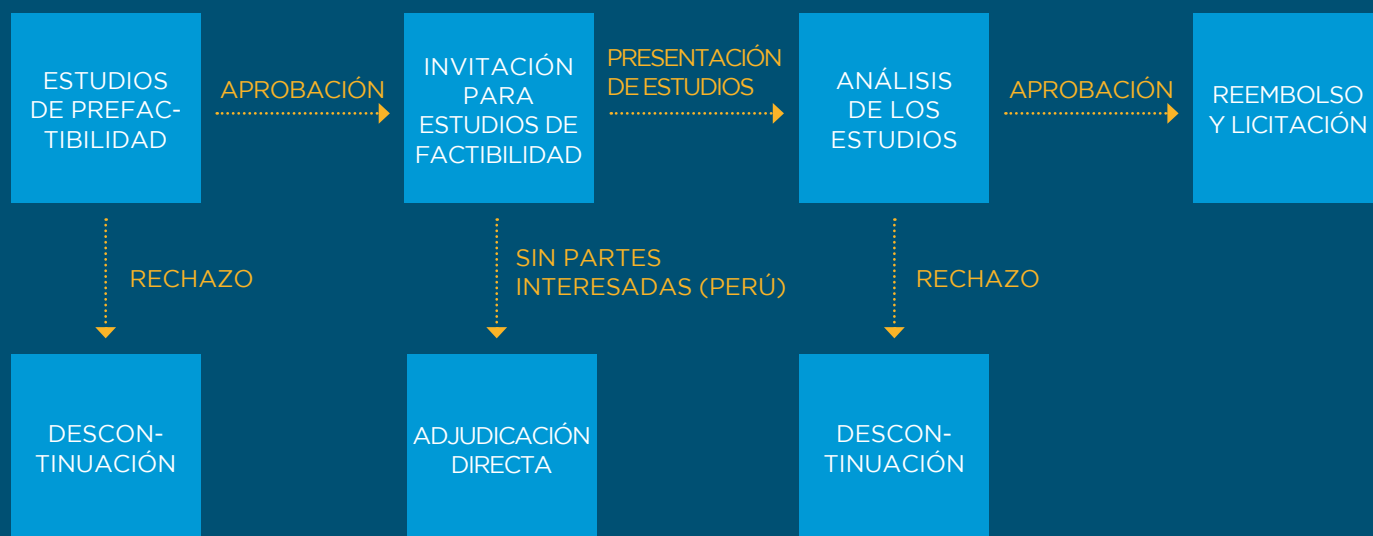 ESTUDIOS
DE PREFAC-
TIBILIDAD
APROBACIÓN
INVITACIÓN
PARA
ESTUDIOS DE
FACTIBILIDAD
PRESENTACIÓN
DE ESTUDIOS
ANÁLISIS
DE LOS
ESTUDIOS
APROBACIÓN
REEMBOLSO
Y LICITACIÓN
RECHAZO
SIN PARTES
INTERESADAS (PERÚ)
RECHAZO
DESCON-
TINUACIÓN
ADJUDICACIÓN
DIRECTA
DESCON-
TINUACIÓN